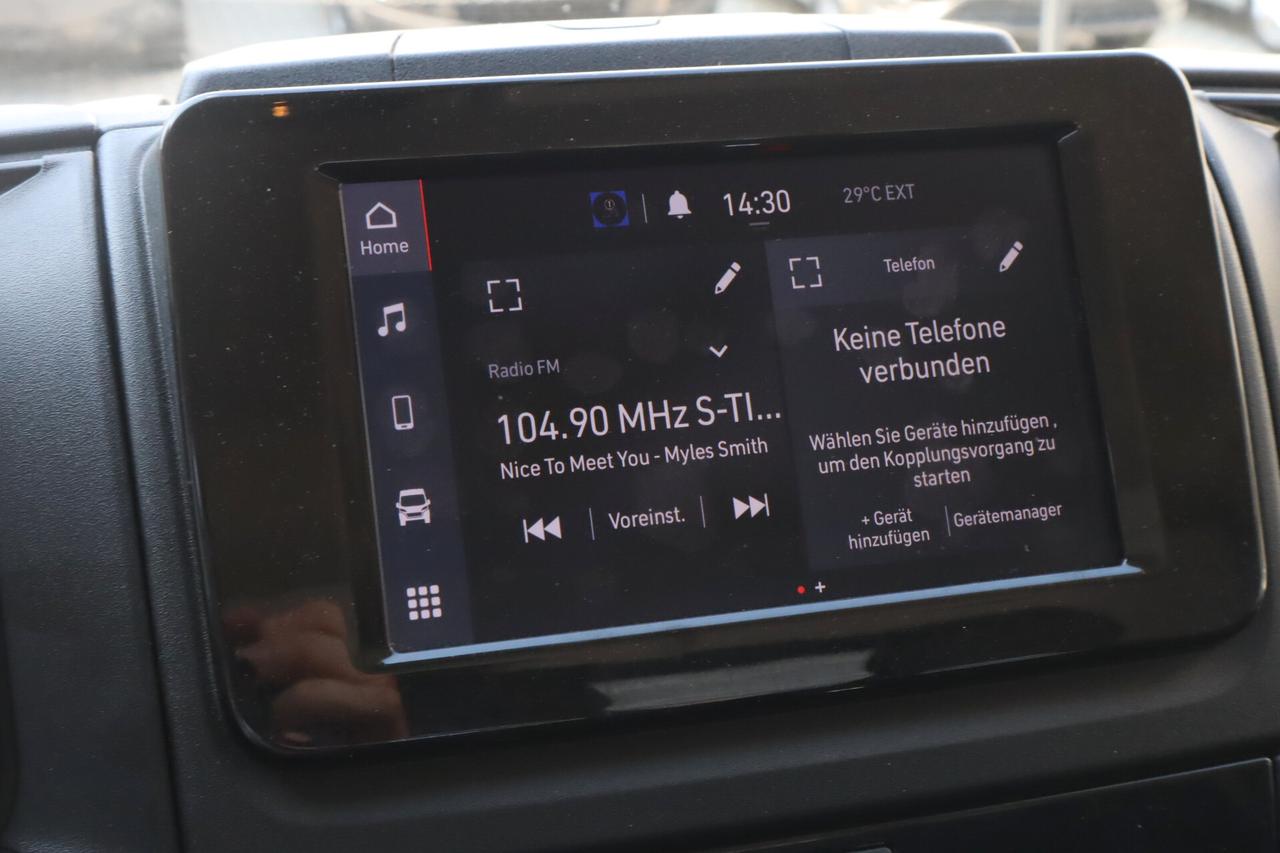 14:30
29°C EXT
Home
Telefon
Radio FM
104.90 MHz S-TI...
Nice To Meet You - Myles Smith
Voreinst.
Keine Telefone
verbunden
Wählen Sie Geräte hinzufügen ,
um den Kopplungsvorgang zu
starten
+ Gerät
hinzufügen
Gerätemanager
+